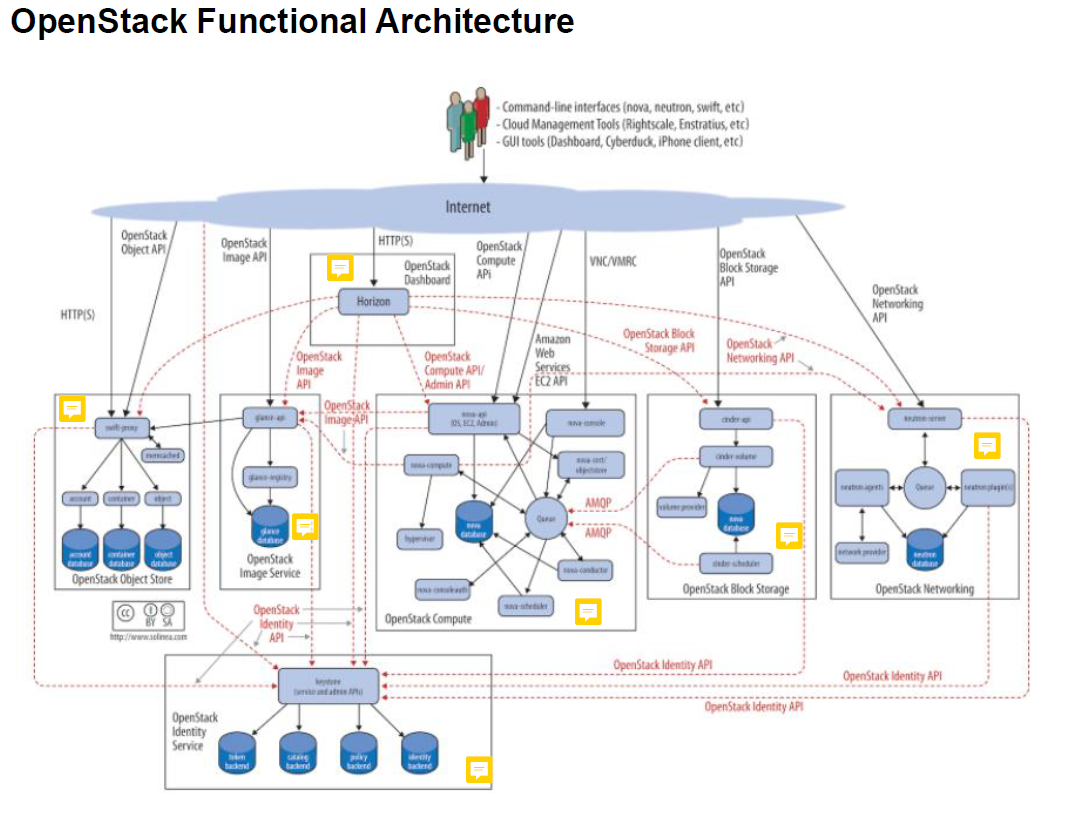 OpenStack Functional Architecture
- Command-line interfaces (nova, neutron, swift, etc)
- Cloud Management Tools (Rightscale, Enstratius, etc)
- GUI tools (Dashboard, Cyberduck, iPhone client, etc)
Internet
OpenStack
Object API
OpenStack
Image API
HTTP(S)
OpenStack
Dashboard
Horizon
OpenStack
Compute
APi
VNC/VMRC
OpenStack
Block Storage
API
OpenStack
Networking
API
HTTP(S)
OpenStack
Image
API
OpenStack
Compute API/
Admin API
Amazon
Web
Services
EC2 API
OpenStack Block
Storage API
OpenStack
Networking API
OpenStack
Image API
swift-proxy
memcached
account
container
object
account
database
container
database
object
database
OpenStack Object Store
glance-api
glance-registry
glance
database
OpenStack
Image Service
nova-api
(OS, EC2, Admin)
nova-console
nova-compute
nova-cert/
objectstore
hypervisor
nova
database
Queue
nova-conductor
nova-consoleauth
nova-scheduler
OpenStack Compute
AMQP
AMQP
cinder-api
cinder-volume
volume provider
nova
database
cinder-scheduler
OpenStack Block Storage
neutron-server
neutron-agents
Queue
neutron-plugin(s)
network provider
neutron
database
OpenStack Networking
cc
BY SA
http://www.solinea.com
OpenStack
Identity
API
OpenStack Identity API
OpenStack Identity API
OpenStack Identity API
keystone
(service and admin APIs)
OpenStack
Identity
Service
token
backend
catalog
backend
policy
backend
identity
backend